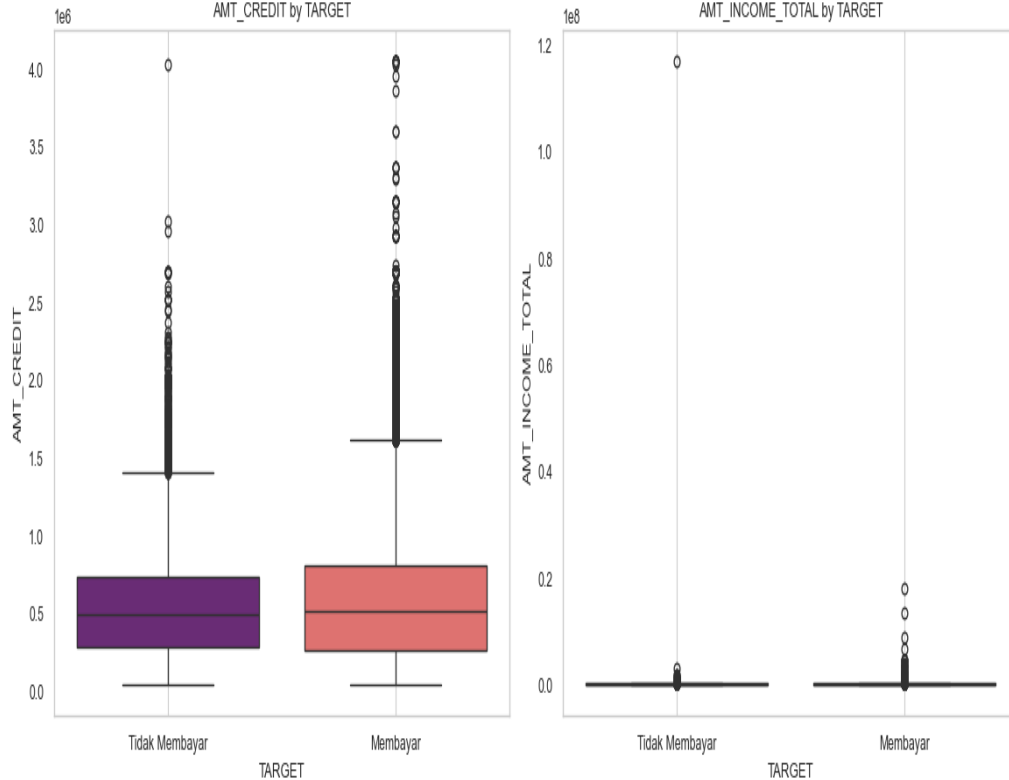 AMT_CREDIT by TARGET
1e6
4.0
3.5
3.0
2.5
2.0
1.5
1.0
0.5
0.0
AMT_CREDIT
Tidak Membayar
Membayar
TARGET
AMT_INCOME_TOTAL by TARGET
1e8
1.2
1.0
0.8
0.6
0.4
0.2
0.0
AMT_INCOME_TOTAL
Tidak Membayar
Membayar
TARGET